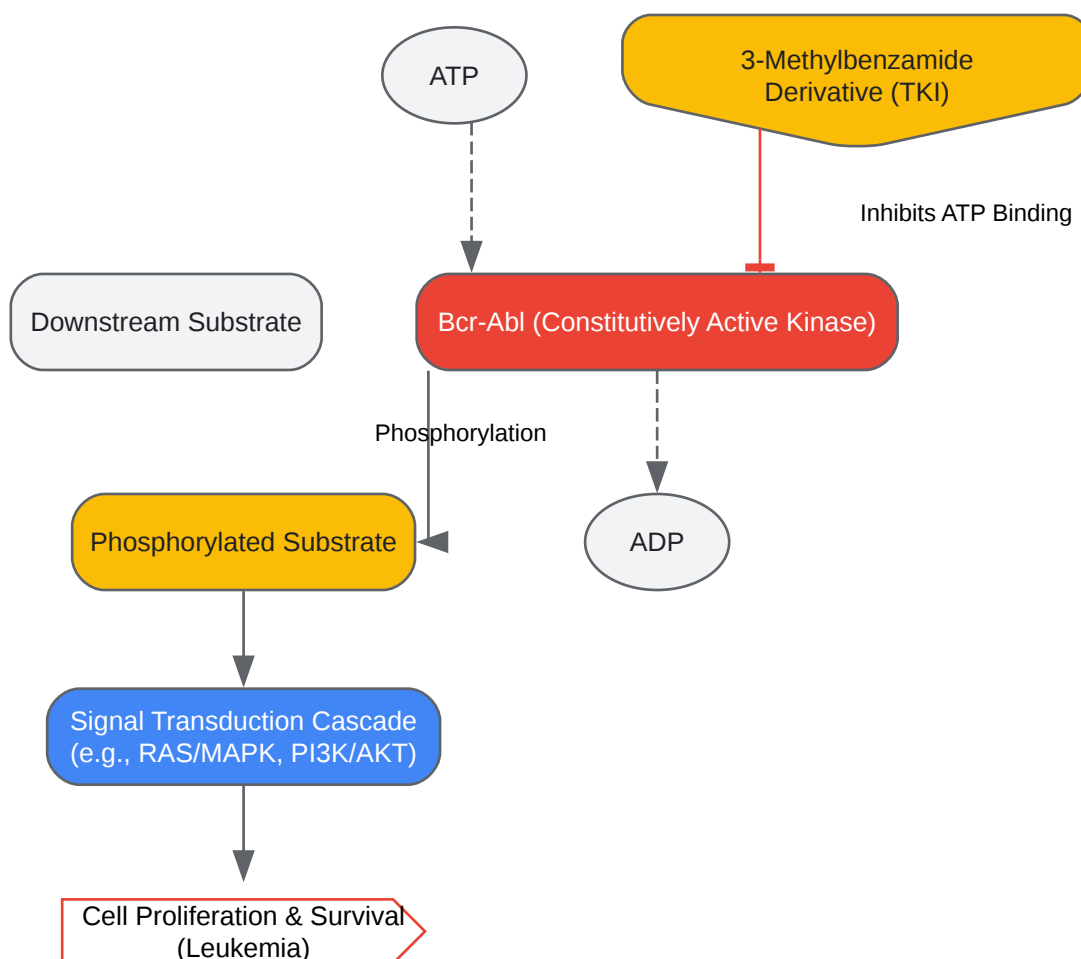 ATP
3-Methylbenzamide
Derivative (TKI)
Inhibits ATP Binding
Downstream Substrate
Bcr-Abl (Constitutively Active Kinase)
Phosphorylation
Phosphorylated Substrate
ADP
Signal Transduction Cascade
(e.g., RAS/MAPK, PI3K/AKT)
Cell Proliferation & Survival
(Leukemia)